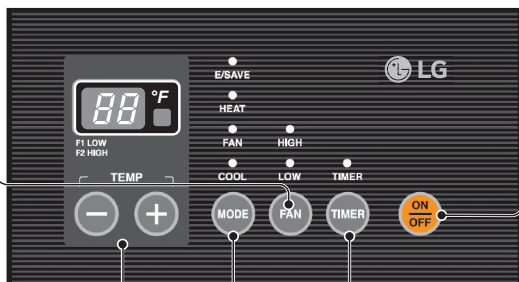 E/SAVE
LG
88 °F
HEAT
F1 LOW
F2 HIGH
FAN HIGH
TEMP
COOL LOW TIMER
− + MODE FAN TIMER ON
OFF